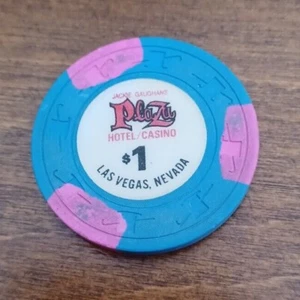 JACKIE GAUGHAN'S
PlaZa
HOTEL/CASINO
$1
LAS VEGAS, NEVADA